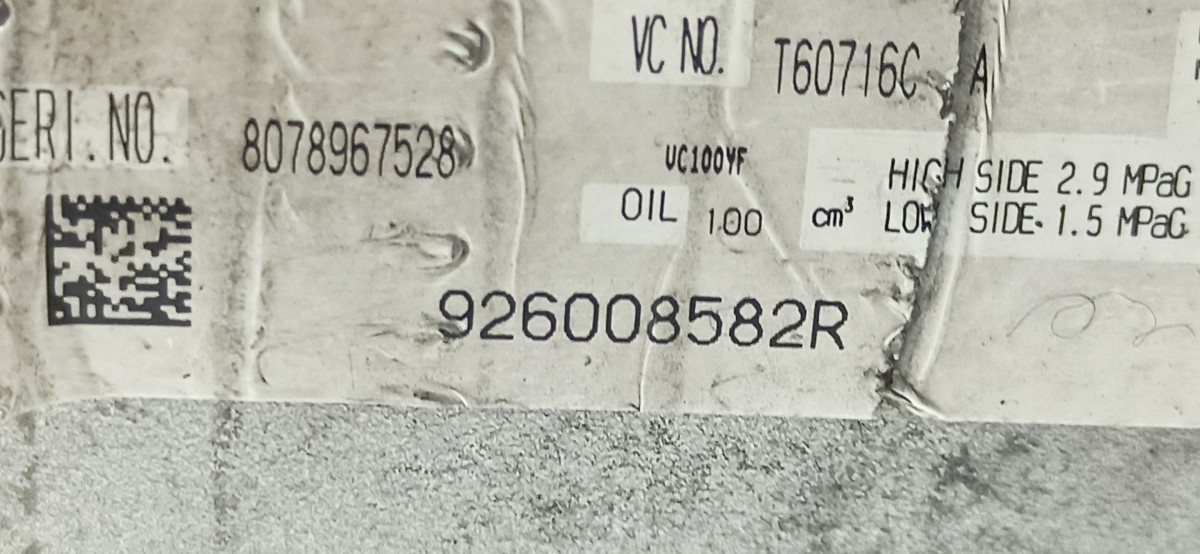 VC NO. T60716C A
SERI.NO. 8078967528
UC100YF
HIGH SIDE 2.9 MPaG
OIL 100 cm³ LOW SIDE 1.5 MPaG
926008582R